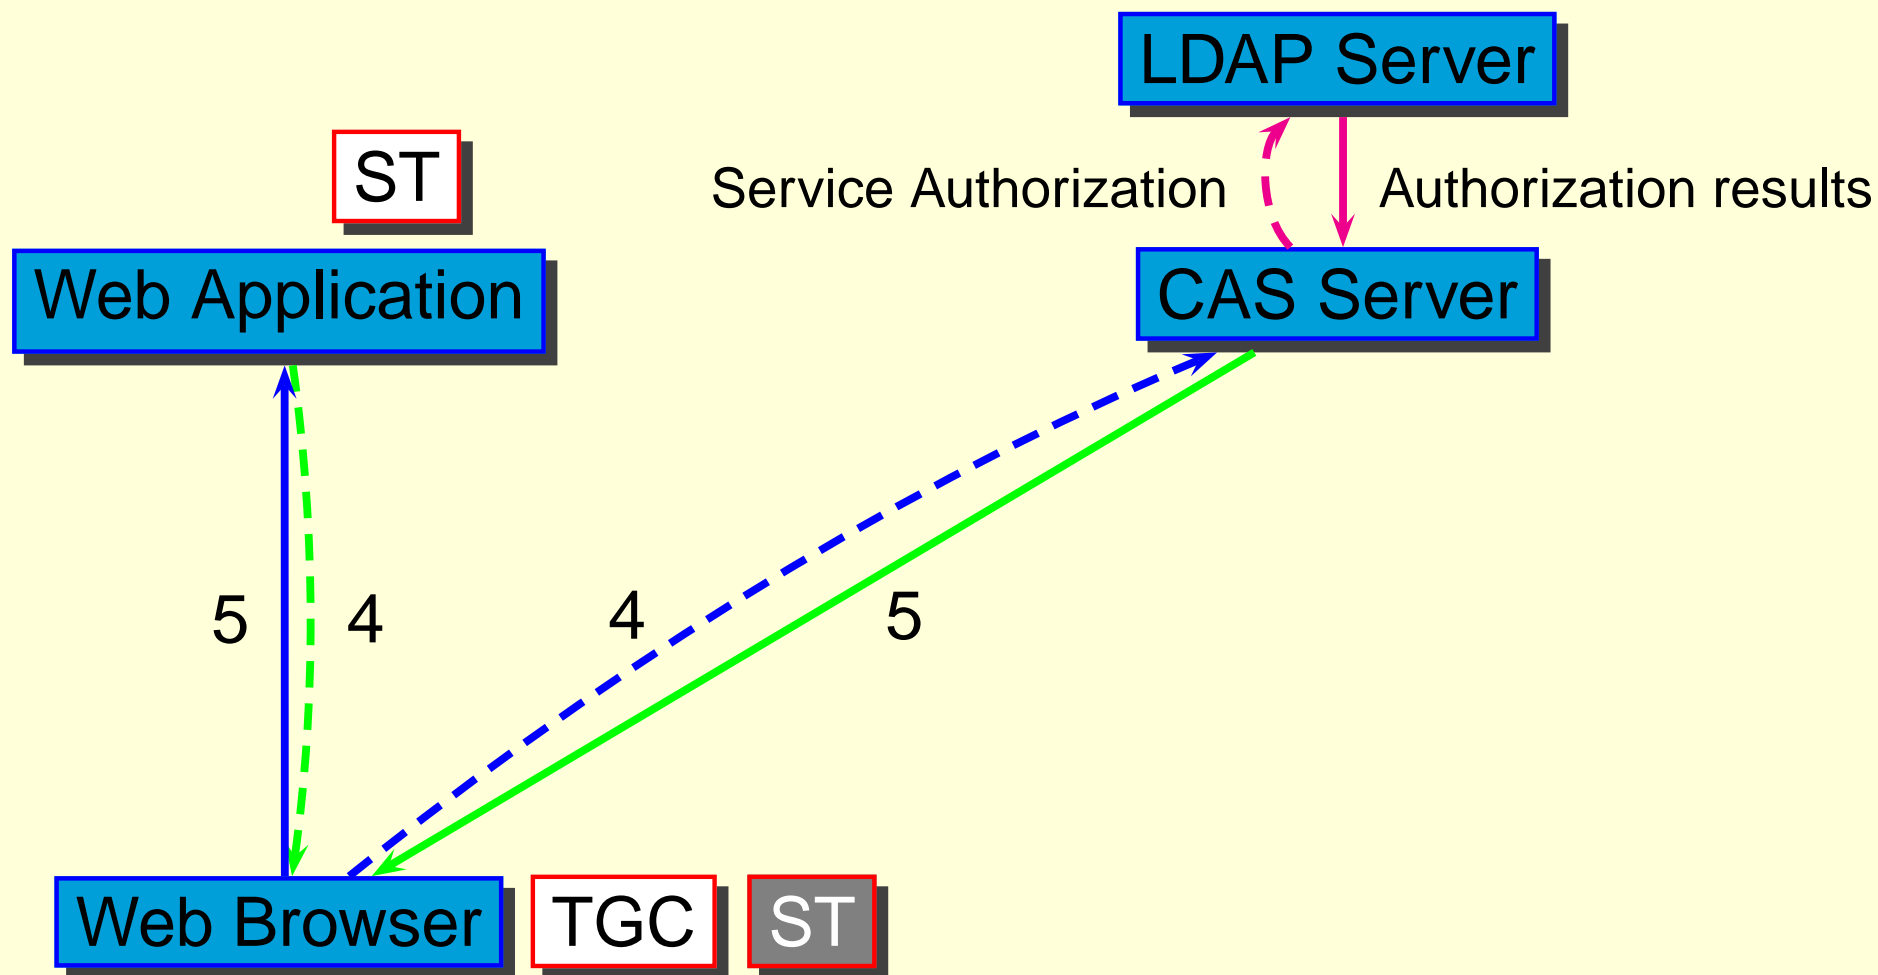 LDAP Server
ST
Service Authorization
Authorization results
Web Application
CAS Server
5
4
4
5
Web Browser
TGC
ST